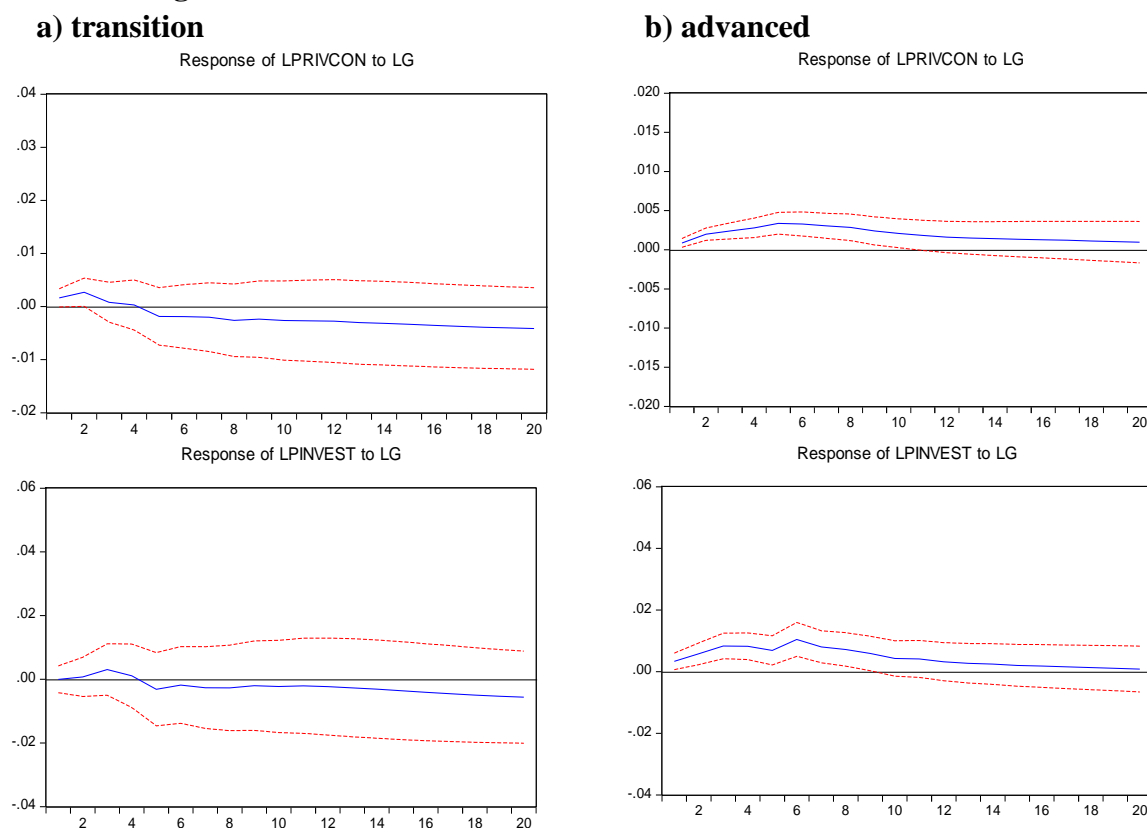 a) transition
Response of LPRIVCON to LG
.04
.03
.02
.01
.00
-.01
-.02
2 4 6 8 10 12 14 16 18 20
Response of LPINVEST to LG
.06
.04
.02
.00
-.02
-.04
2 4 6 8 10 12 14 16 18 20
b) advanced
Response of LPRIVCON to LG
.020
.015
.010
.005
.000
-.005
-.010
-.015
-.020
2 4 6 8 10 12 14 16 18 20
Response of LPINVEST to LG
.06
.04
.02
.00
-.02
-.04
2 4 6 8 10 12 14 16 18 20